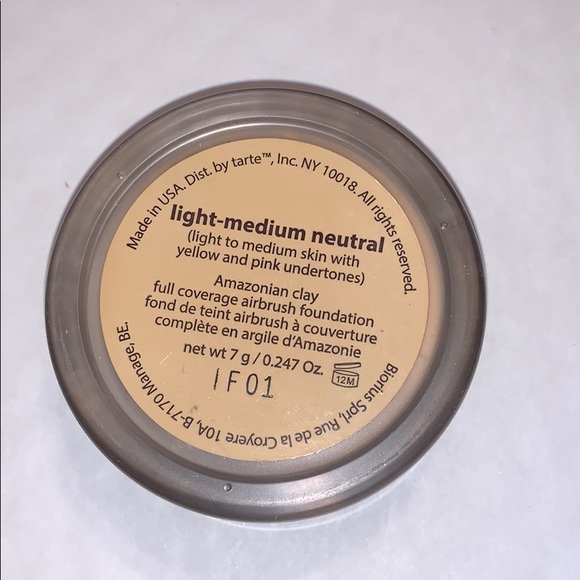 Made in USA. Dist. by tarte™, Inc. NY 10018. All rights reserved.
light-medium neutral
(light to medium skin with
yellow and pink undertones)
Amazonian clay
full coverage airbrush foundation
fond de teint airbrush à couverture
complète en argile d'Amazonie
net wt 7 g / 0.247 Oz.
12M
IF01
Biorius Sprl, Rue de la Croyere 10A, B-7170 Manage, BE.